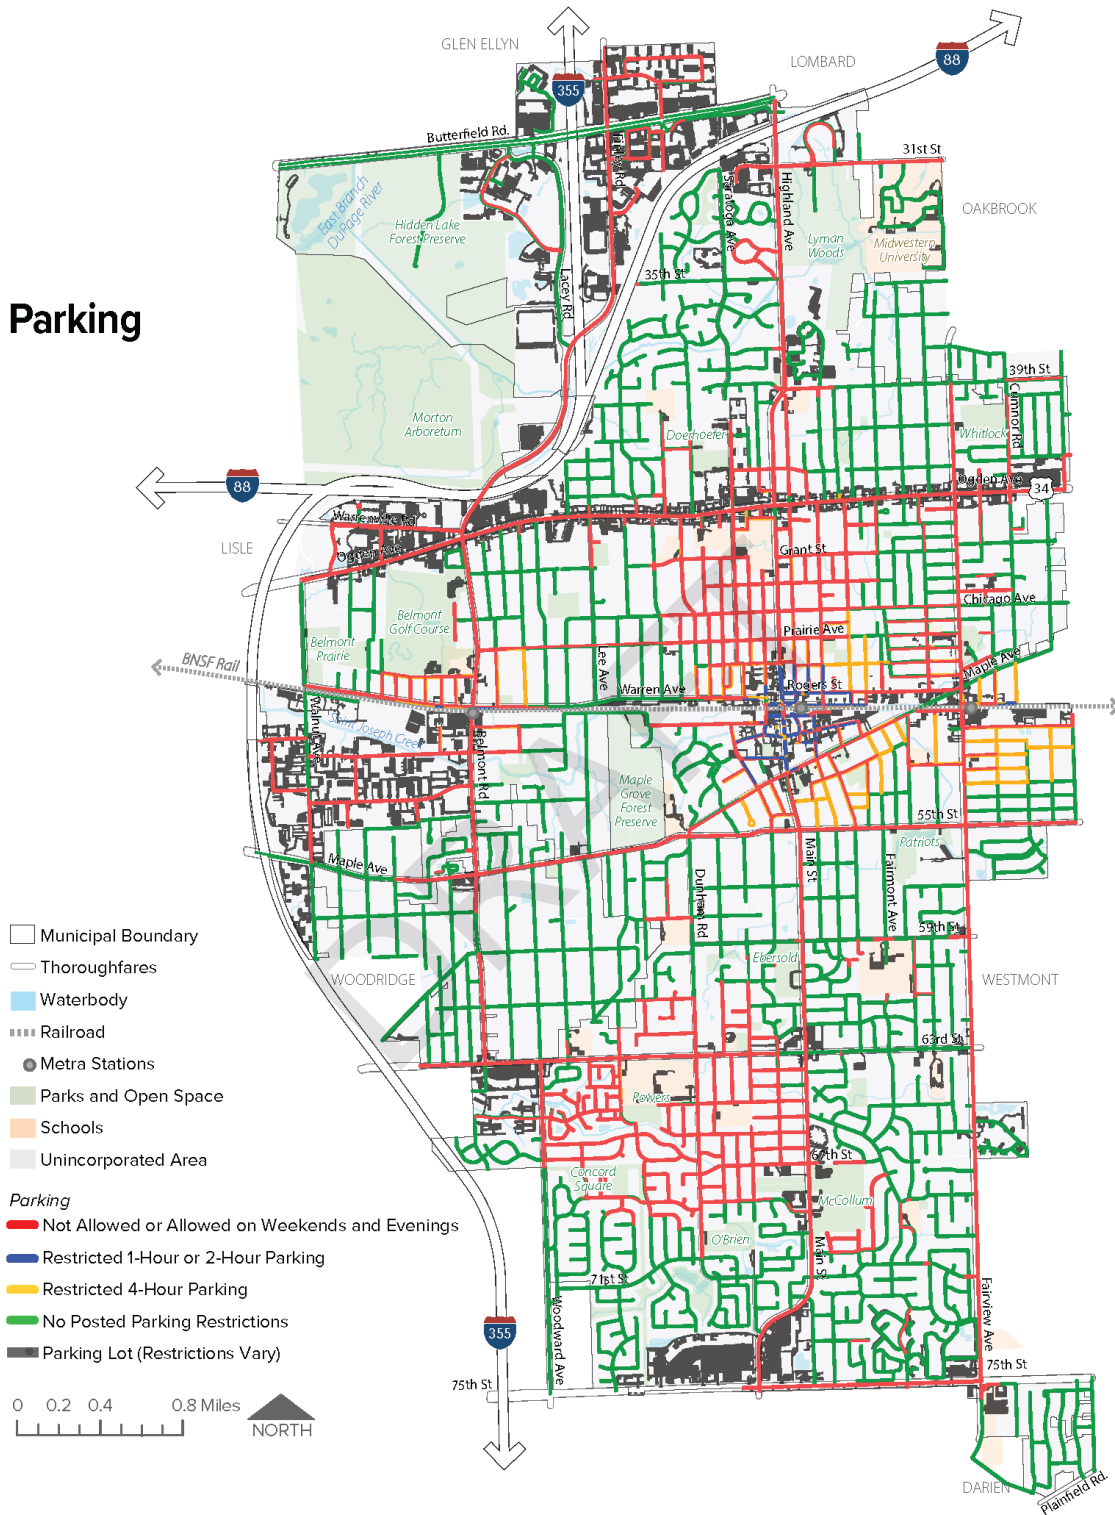 GLEN ELLYN
355
88
LOMBARD
Butterfield Rd.
31st St
East Branch
DuPage River
Hidden Lake
Forest Preserve
Finley Rd
Saratoga Ave
Highland Ave
Lyman
Woods
Midwestern
University
OAKBROOK
35th St
Lacey Rd
Parking
39th St
Cumnor Rd
Morton
Arboretum
Doerhoefer
Whitlock
88
Ogden Ave
34
Warrenville Rd
LISLE
Ogden Ave
Grant St
Chicago Ave
Belmont
Golf Course
Prairie Ave
Belmont
Prairie
BNSF Rail
Lee Ave
Maple Ave
Warren Ave
Rogers St
Walnut Ave
St. Joseph Creek
Belmont Rd
Maple
Grove
Forest
Preserve
55th St
Maple Ave
Main St
Patriots
Fairmont Ave
Dunham Rd
59th St
Ebersold
WOODRIDGE
WESTMONT
63rd St
Powers
67th St
Concord
Square
McCollum
O'Brien
Main St
71st St
Woodward Ave
Fairview Ave
355
75th St
75th St
DARIEN
Plainfield Rd.
DRAFT
Municipal Boundary
Thoroughfares
Waterbody
Railroad
Metra Stations
Parks and Open Space
Schools
Unincorporated Area
Parking
Not Allowed or Allowed on Weekends and Evenings
Restricted 1-Hour or 2-Hour Parking
Restricted 4-Hour Parking
No Posted Parking Restrictions
Parking Lot (Restrictions Vary)
0 0.2 0.4 0.8 Miles
NORTH